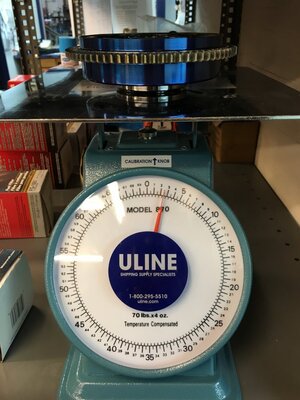 CALIBRATION KNOB
0
5
10
15
20
25
30
35
40
45
50
55
60
65
MODEL 870
ULINE
SHIPPING SUPPLY SPECIALISTS
1-800-295-5510
uline.com
70 lbs. x 4 oz.
Temperature Compensated